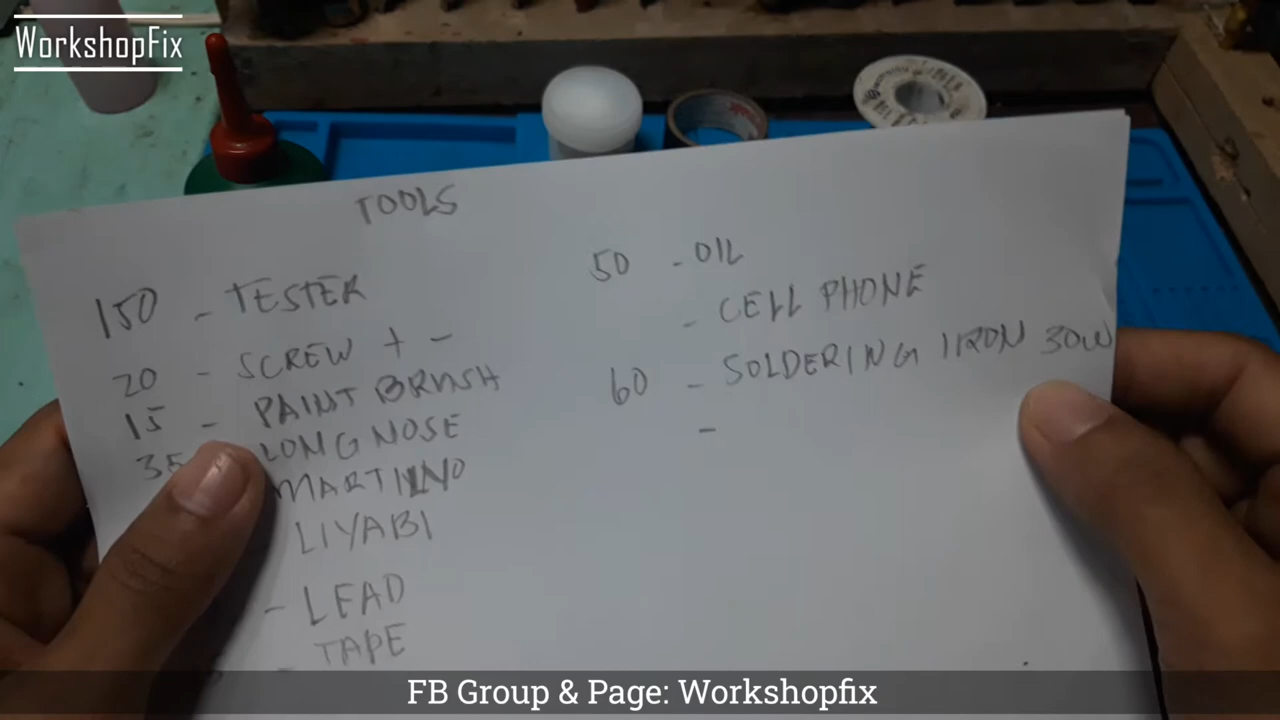 WorkshopFix
TOOLS
150 - TESTER
20 - SCREW + -
15 - PAINT BRUSH
35 LONG NOSE
MARTILLO
LIYABI
- LEAD
- TAPE
50 - OIL
- CELL PHONE
60 - SOLDERING IRON 30W
-
FB Group & Page: Workshopfix